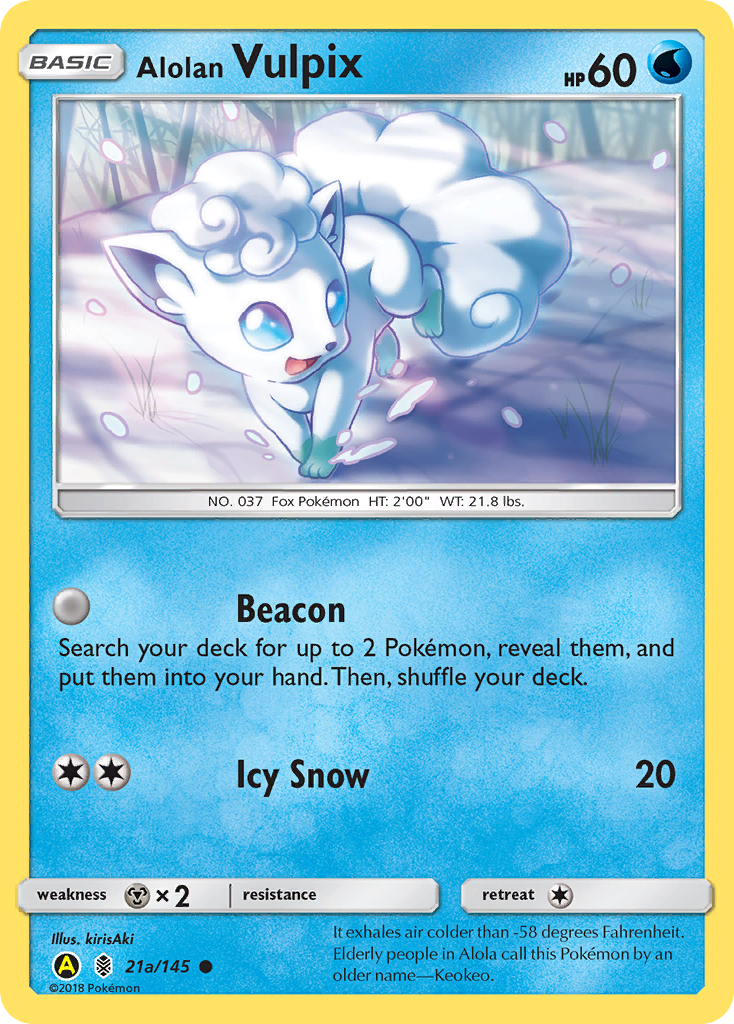 BASIC Alolan Vulpix HP60
NO. 037 Fox Pokémon HT: 2'00" WT: 21.8 lbs.
Beacon
Search your deck for up to 2 Pokémon, reveal them, and
put them into your hand. Then, shuffle your deck.
Icy Snow 20
weakness ×2 resistance retreat
Illus. kirisAki
A 21a/145
©2018 Pokémon
It exhales air colder than -58 degrees Fahrenheit.
Elderly people in Alola call this Pokémon by an
older name—Keokeo.